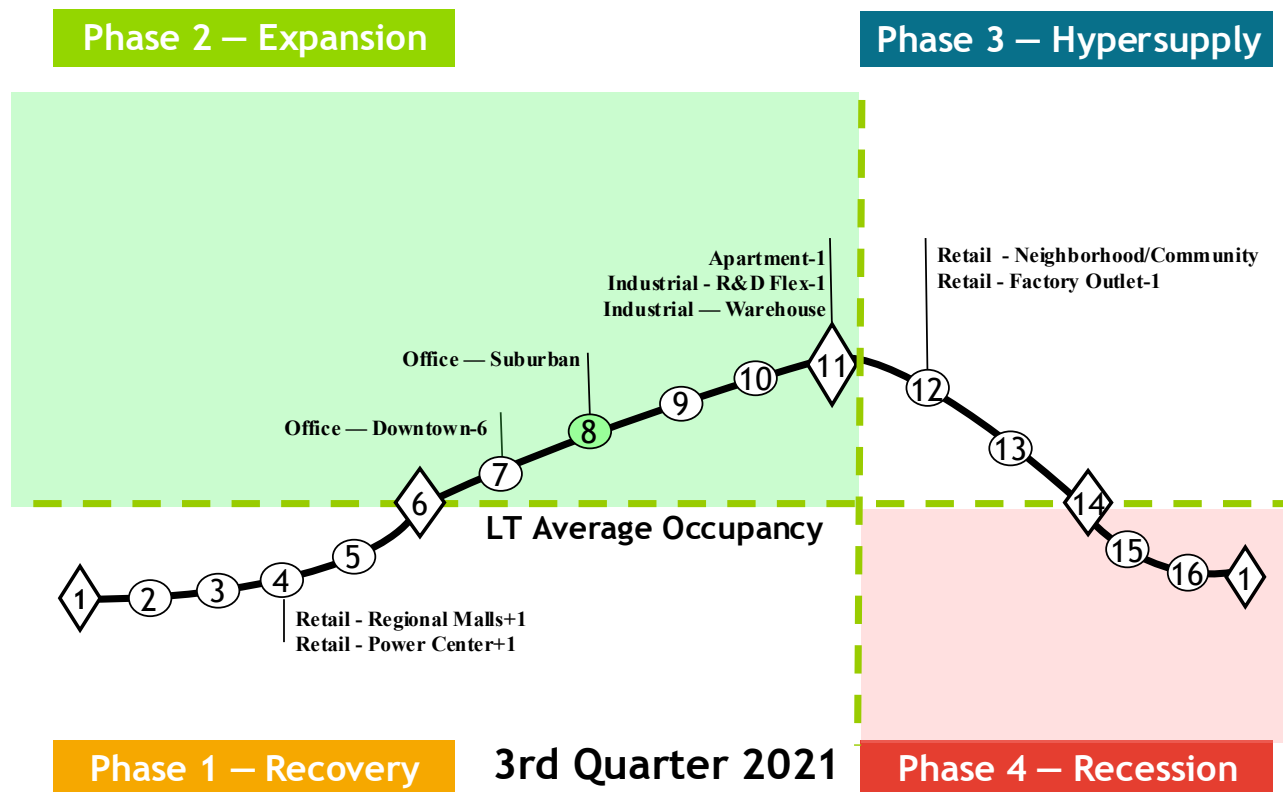 Phase 2 — Expansion
Phase 3 — Hypersupply
Apartment-1
Industrial - R&D Flex-1
Industrial — Warehouse
Retail - Neighborhood/Community
Retail - Factory Outlet-1
Office — Suburban
Office — Downtown-6
11
10
9
8
7
6
12
13
14
LT Average Occupancy
1
2
3
4
5
15
16
1
Retail - Regional Malls+1
Retail - Power Center+1
Phase 1 — Recovery
3rd Quarter 2021
Phase 4 — Recession